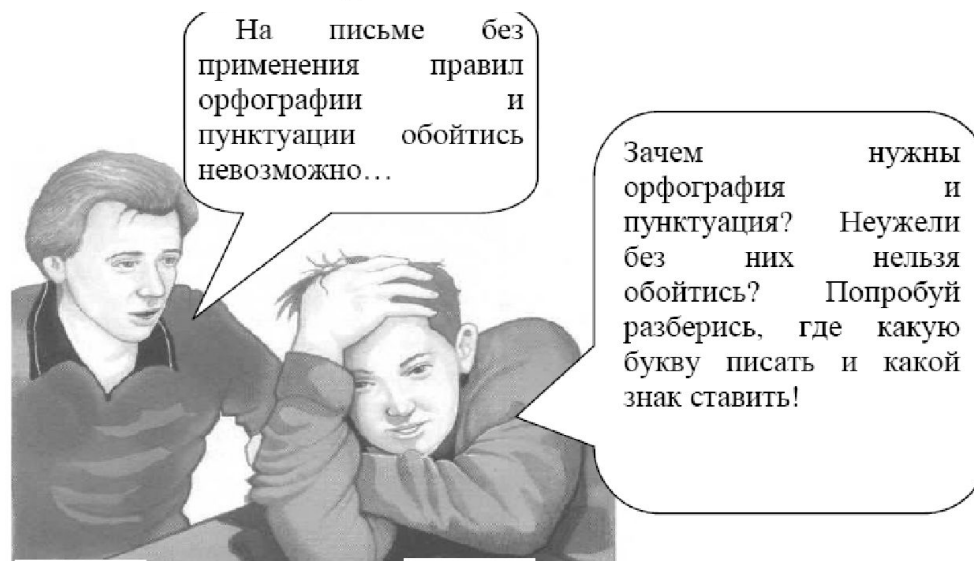 На письме без
применения правил
орфографии и
пунктуации обойтись
невозможно…
Зачем нужны
орфография и
пунктуация? Неужели
без них нельзя
обойтись? Попробуй
разберись, где какую
букву писать и какой
знак ставить!